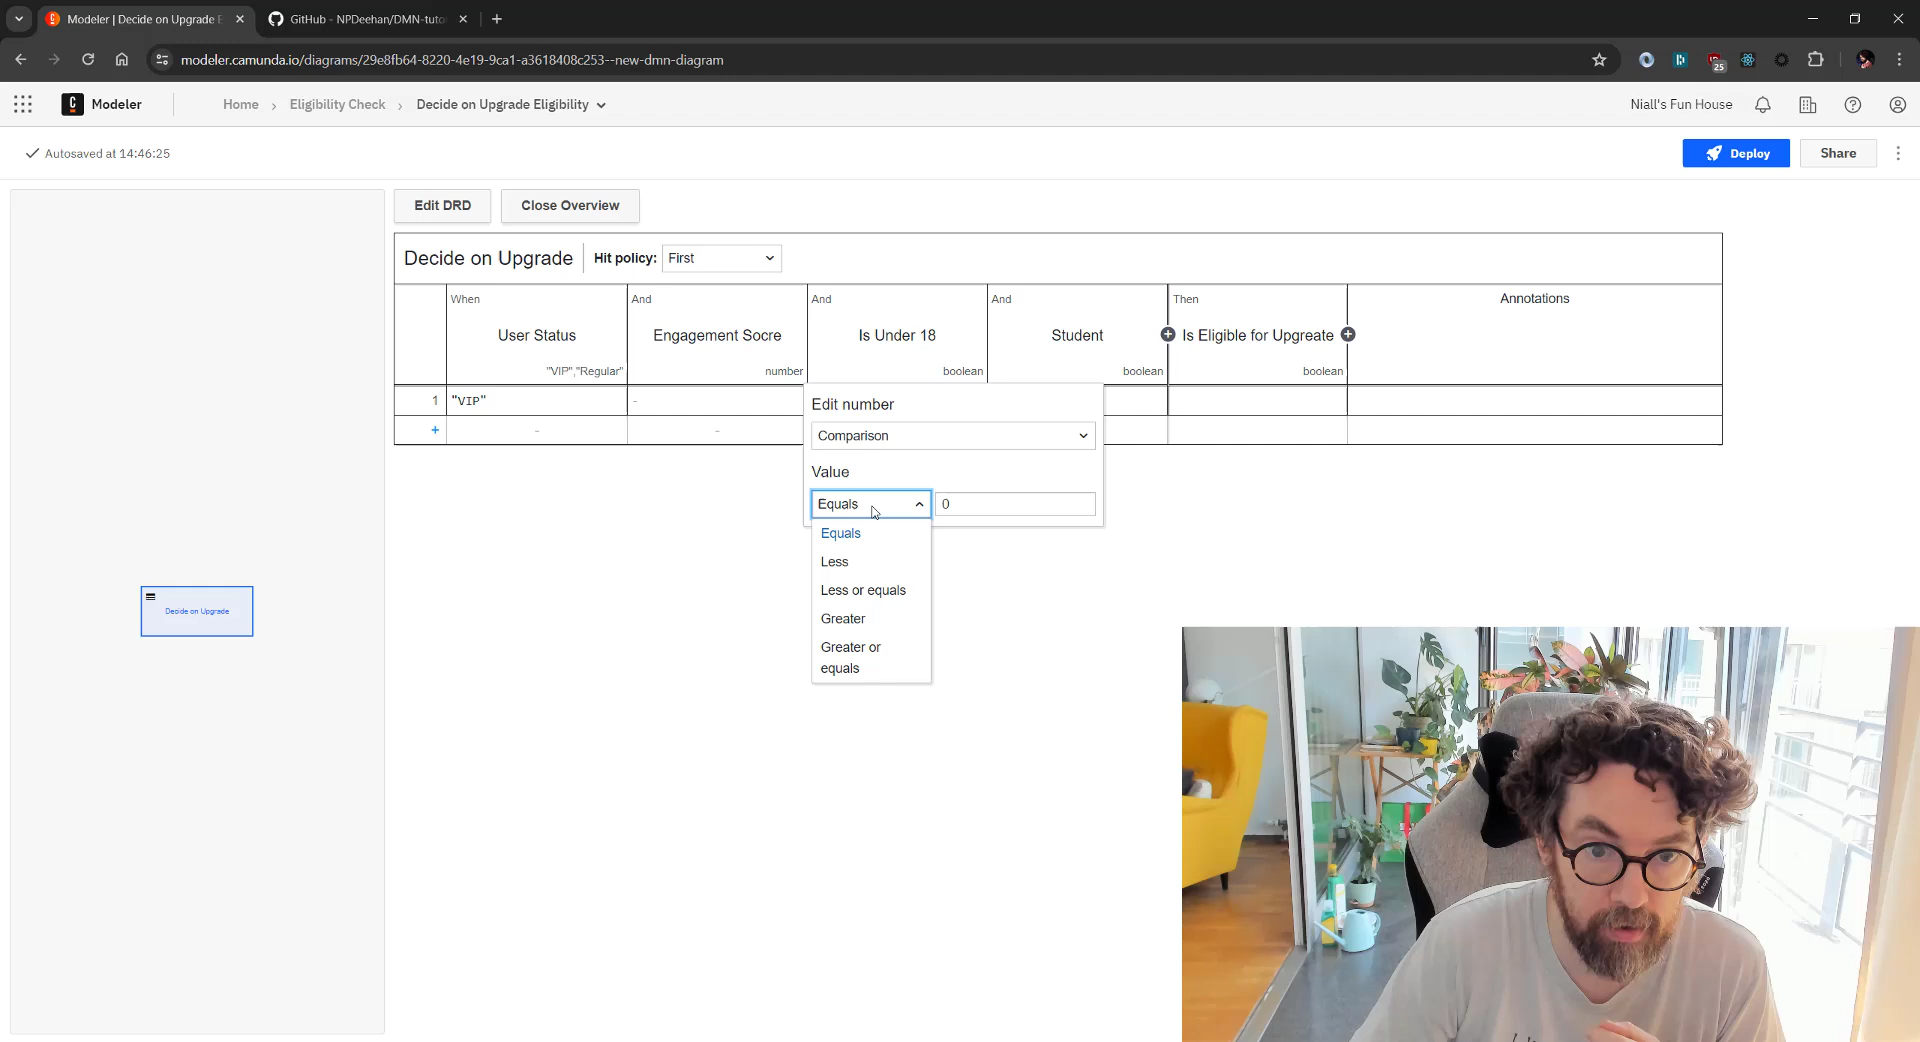 Modeler | Decide on Upgrade E
GitHub - NPDeehan/DMN-tuto
modeler.camunda.io/diagrams/29e8fb64-8220-4e19-9ca1-a3618408c253--new-dmn-diagram
25
C
Modeler
Home
Eligibility Check
Decide on Upgrade Eligibility
Niall's Fun House
Autosaved at 14:46:25
Deploy
Share
Edit DRD
Close Overview
Decide on Upgrade
Hit policy:
First
When
And
And
And
Then
Annotations
User Status
Engagement Socre
Is Under 18
Student
Is Eligible for Upgreate
"VIP","Regular"
number
boolean
boolean
boolean
1
"VIP"
-
+
-
-
Edit number
Comparison
Value
Equals
0
Equals
Less
Less or equals
Greater
Greater or
equals
Decide on Upgrade